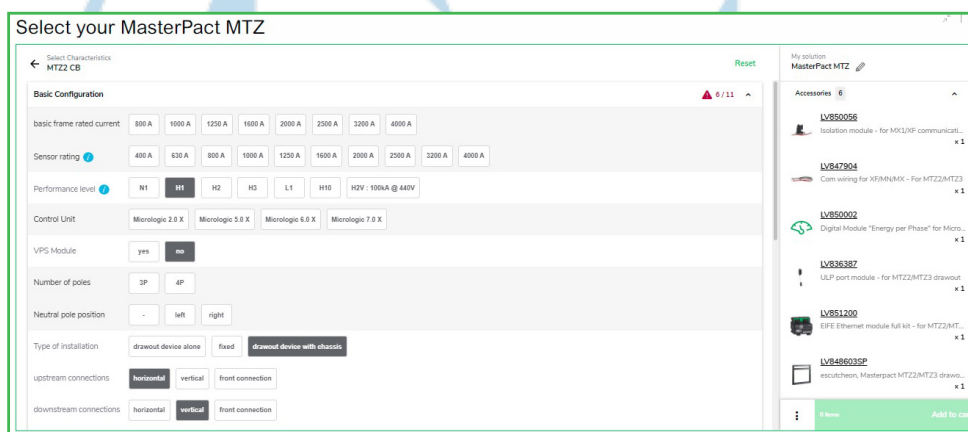 Select your MasterPact MTZ
Select Characteristics
MTZ2 CB
Reset
Basic Configuration
6 / 11
basic frame rated current 800 A 1000 A 1250 A 1600 A 2000 A 2500 A 3200 A 4000 A
Sensor rating i 400 A 630 A 800 A 1000 A 1250 A 1600 A 2000 A 2500 A 3200 A 4000 A
Performance level i N1 H1 H2 H3 L1 H10 H2V : 100kA @ 440V
Control Unit Micrologic 2.0 X Micrologic 5.0 X Micrologic 6.0 X Micrologic 7.0 X
VPS Module yes no
Number of poles 3P 4P
Neutral pole position - left right
Type of installation drawout device alone fixed drawout device with chassis
upstream connections horizontal vertical front connection
downstream connections horizontal vertical front connection
My solution
MasterPact MTZ
Accessories 6
LV850056
Isolation module - for MX1/XF communicati...
x 1
LV847904
Com wiring for XF/MN/MX - For MTZ2/MTZ3
x 1
LV850002
Digital Module "Energy per Phase" for Micro...
x 1
LV836387
ULP port module - for MTZ2/MTZ3 drawout
x 1
LV851200
EIFE Ethernet module full kit - for MTZ2/MT...
x 1
LV848603SP
escutcheon, Masterpact MTZ2/MTZ3 drawo...
x 1
Items
Add to